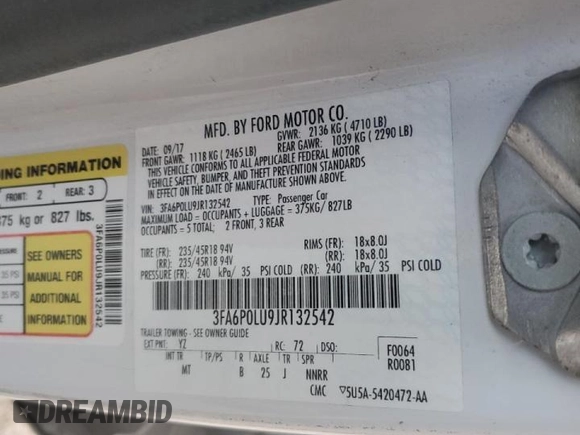 MFD. BY FORD MOTOR CO.
DATE: 09/17 GVWR: 2136 KG ( 4710 LB)
FRONT GAWR: 1118 KG ( 2465 LB) REAR GAWR: 1039 KG ( 2290 LB)
THIS VEHICLE CONFORMS TO ALL APPLICABLE FEDERAL MOTOR
VEHICLE SAFETY, BUMPER, AND THEFT PREVENTION STANDARDS
IN EFFECT ON THE DATE OF MANUFACTURE SHOWN ABOVE.
VIN: 3FA6P0LU9JR132542 TYPE: Passenger Car
MAXIMUM LOAD = OCCUPANTS + LUGGAGE = 375KG/ 827LB
OCCUPANTS = 5 TOTAL: 2 FRONT, 3 REAR
TIRE (FR): 235/45R18 94V RIMS (FR): 18x8.0J
(RR): 235/45R18 94V (RR): 18x8.0J
PRESSURE (FR): 240 kPa/ 35 PSI COLD (RR): 240 kPa/ 35 PSI COLD
3FA6P0LU9JR132542
TRAILER TOWING - SEE OWNER GUIDE
EXT PNT: YZ RC: 72 DSO: F0064
R0081
INT TR TP/PS R AXLE TR SPR
MT B 25 J NNRR
CMC 5U5A-5420472-AA
ING INFORMATION
FRONT: 2 REAR: 3
375 kg or 827 lbs.
SEE OWNERS
MANUAL FOR
ADDITIONAL
INFORMATION
35 PSI
35 PSI
3FA6P0LU9JR132542
DREAMBID